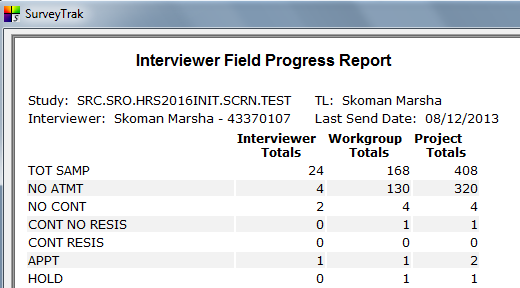 SurveyTrak
Interviewer Field Progress Report
Study: SRC.SRO.HRS2016INIT.SCRN.TEST TL: Skoman Marsha
Interviewer: Skoman Marsha - 43370107 Last Send Date: 08/12/2013
Interviewer Workgroup Project
Totals Totals Totals
TOT SAMP 24 168 408
NO ATMT 4 130 320
NO CONT 2 4 4
CONT NO RESIS 0 1 1
CONT RESIS 0 0 0
APPT 1 1 2
HOLD 0 1 1